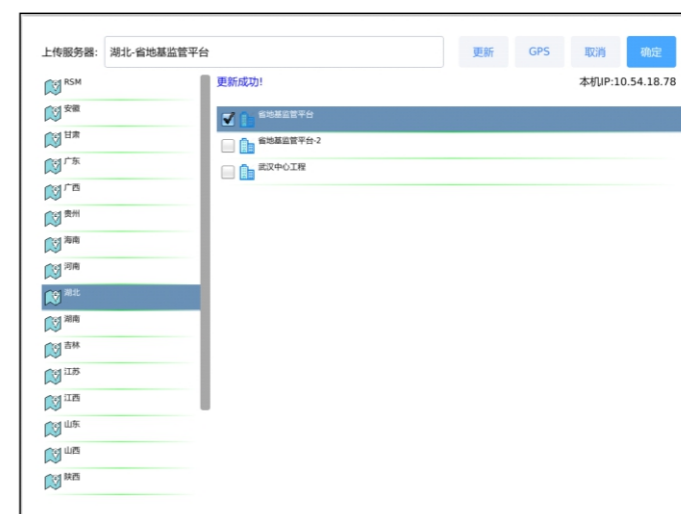 上传服务器: 湖北-省地基监管平台 更新 GPS 取消 确定
更新成功! 本机IP:10.54.18.78
RSM
安徽
甘肃
广东
广西
贵州
海南
河南
湖北
湖南
吉林
江苏
江西
山东
山西
陕西
省地基监管平台
省地基监管平台-2
武汉中心工程